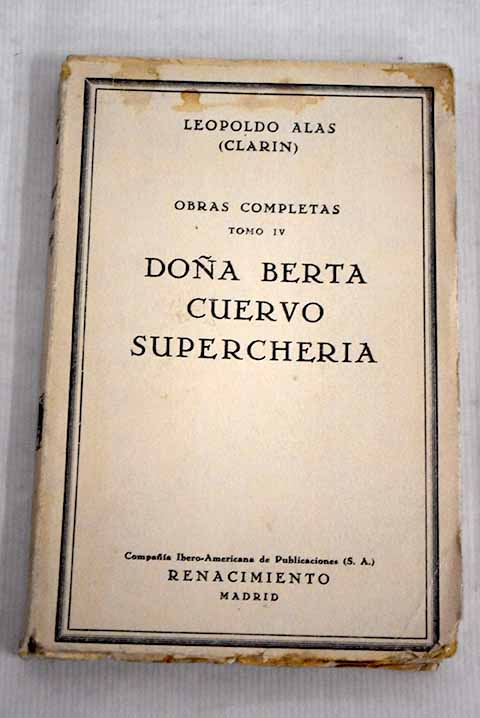 LEOPOLDO ALAS
(CLARIN)
OBRAS COMPLETAS
TOMO IV
DOÑA BERTA
CUERVO
SUPERCHERIA
Compañía Ibero-Americana de Publicaciones (S. A.)
RENACIMIENTO
MADRID